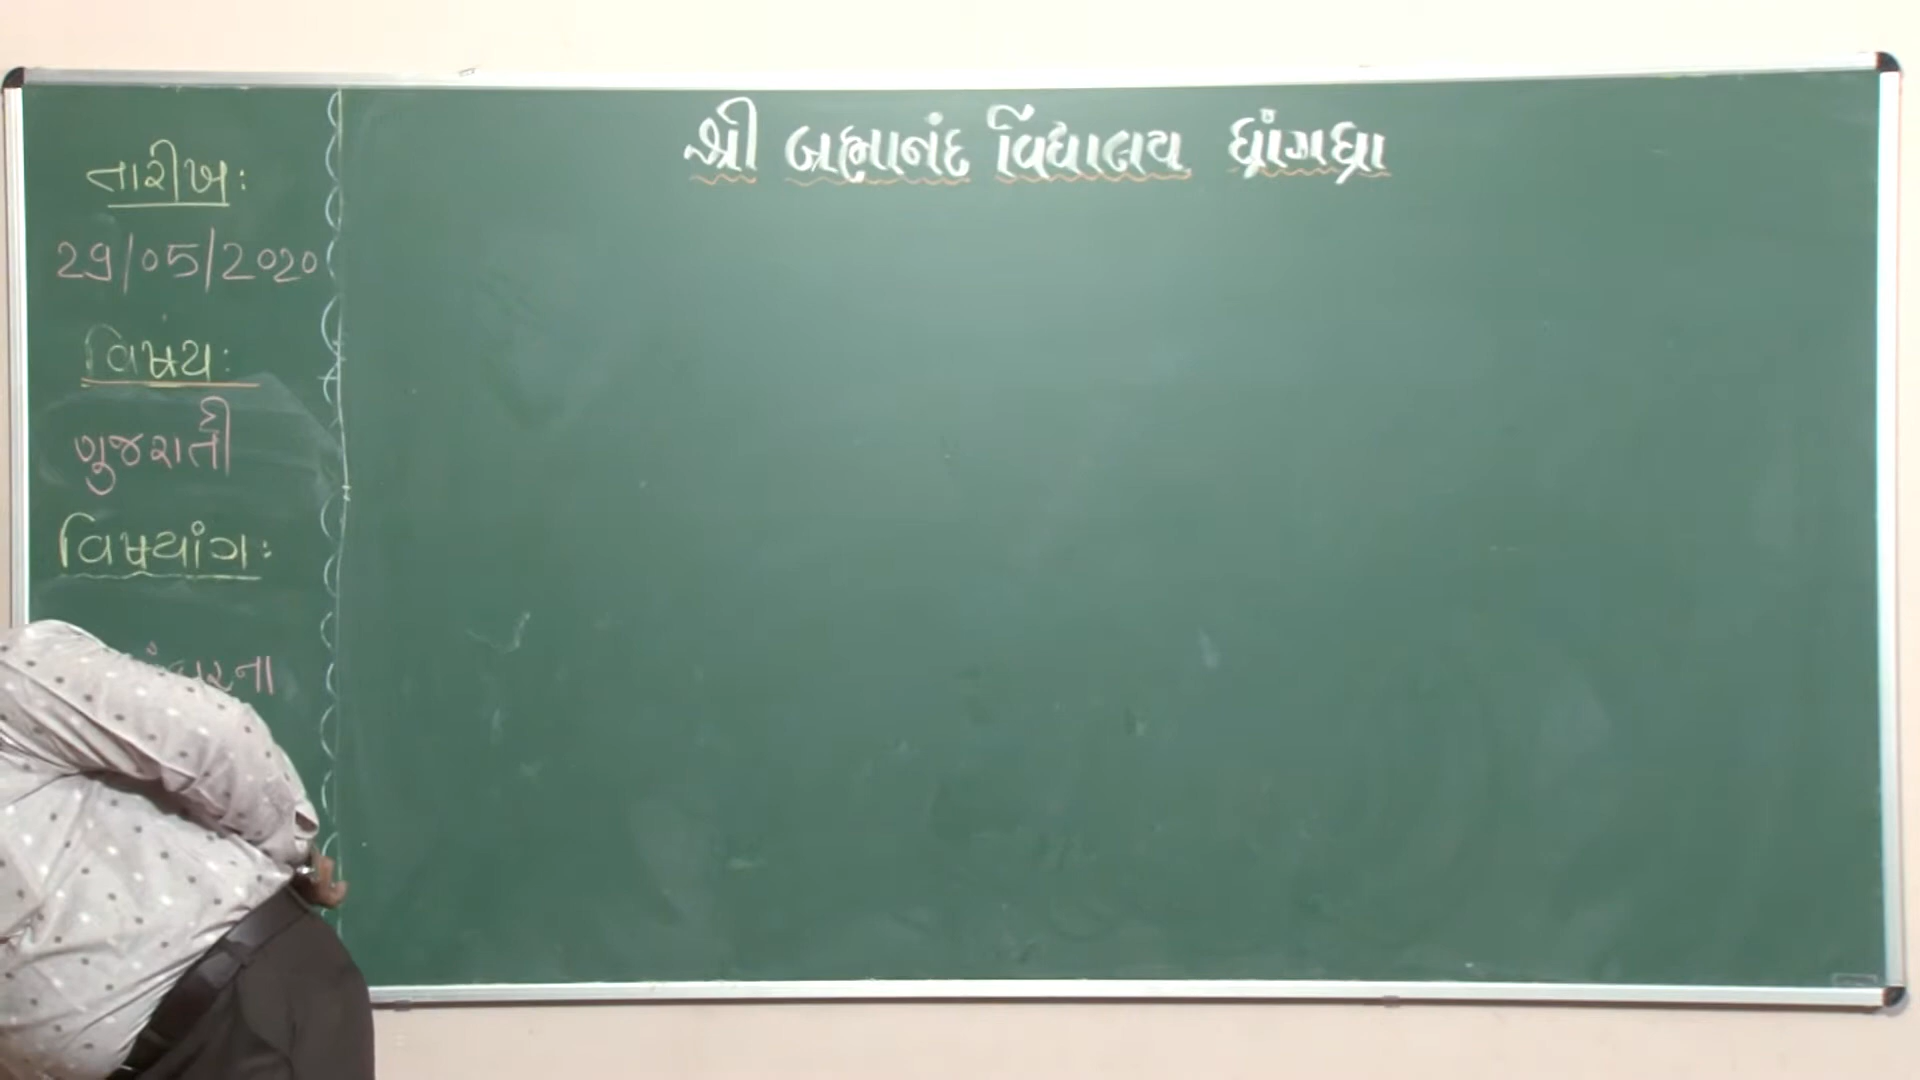 શ્રી બ્રહ્માનંદ વિદ્યાલય ધ્રાંગધ્રા
તારીખ:
29/05/2020
વિષય:
ગુજરાતી
વિષયાંગ: